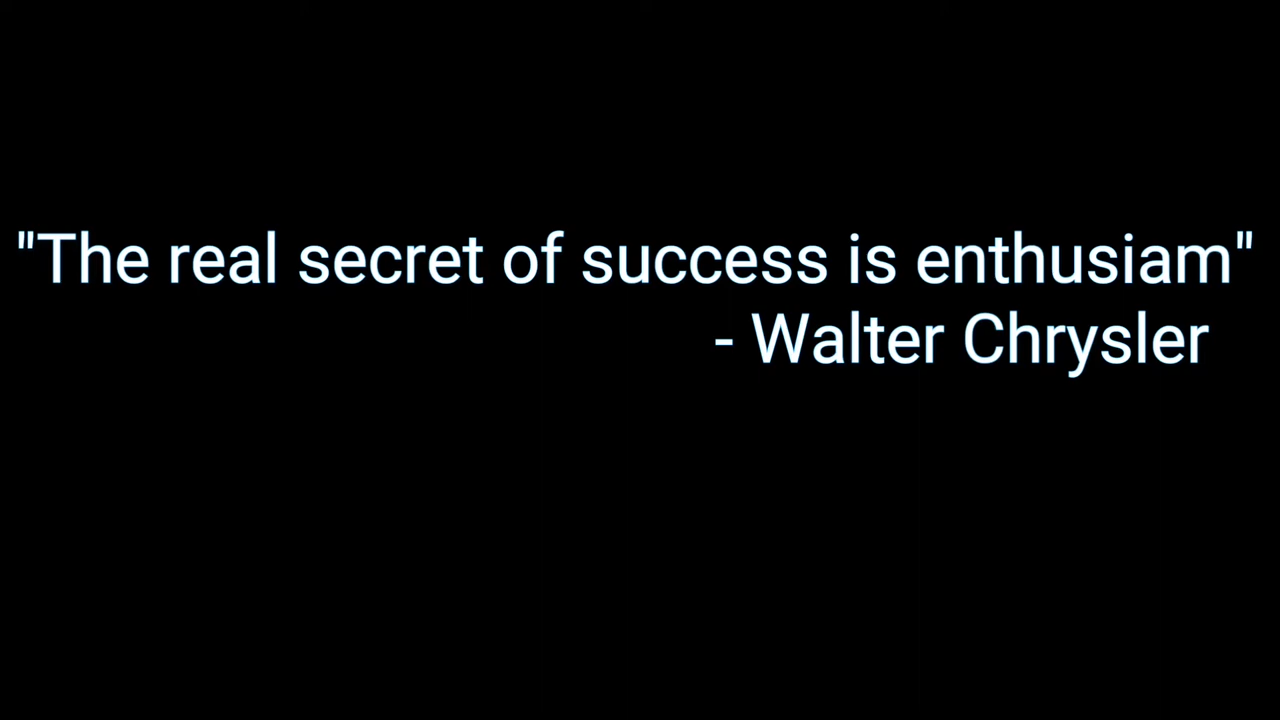 "The real secret of success is enthusiam"
- Walter Chrysler